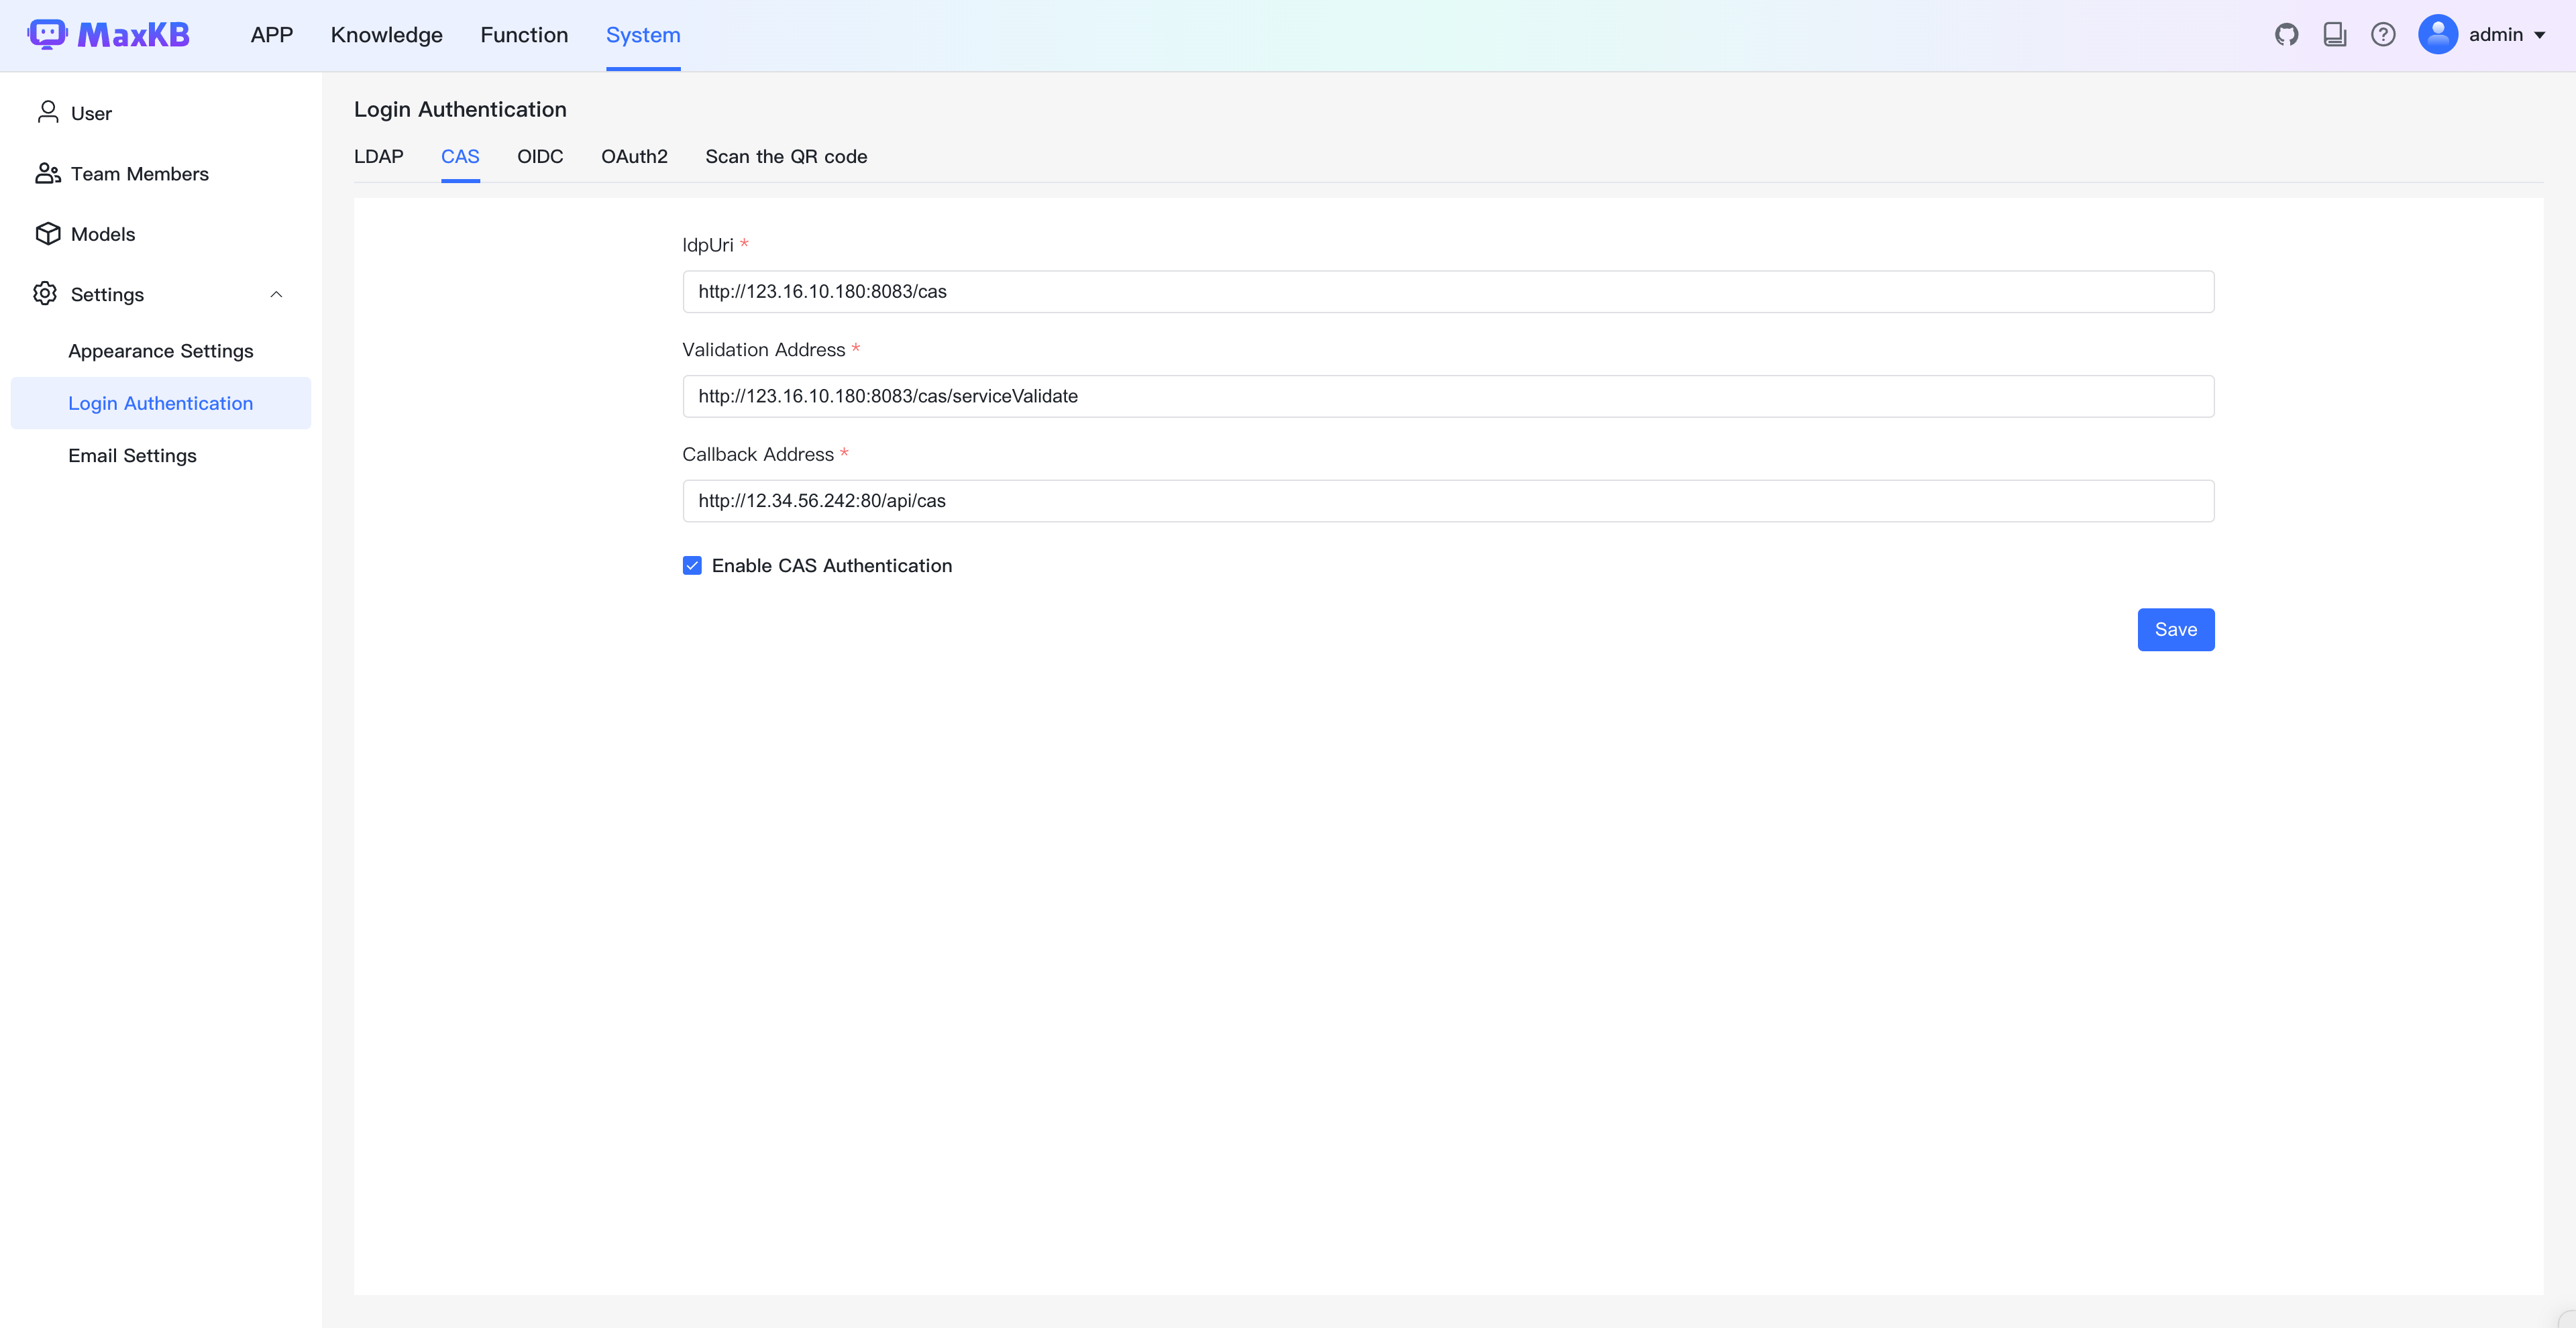 MaxKB APP Knowledge Function System admin
User
Team Members
Models
Settings
Appearance Settings
Login Authentication
Email Settings
Login Authentication
LDAP CAS OIDC OAuth2 Scan the QR code
IdpUri *
http://123.16.10.180:8083/cas
Validation Address *
http://123.16.10.180:8083/cas/serviceValidate
Callback Address *
http://12.34.56.242:80/api/cas
Enable CAS Authentication
Save